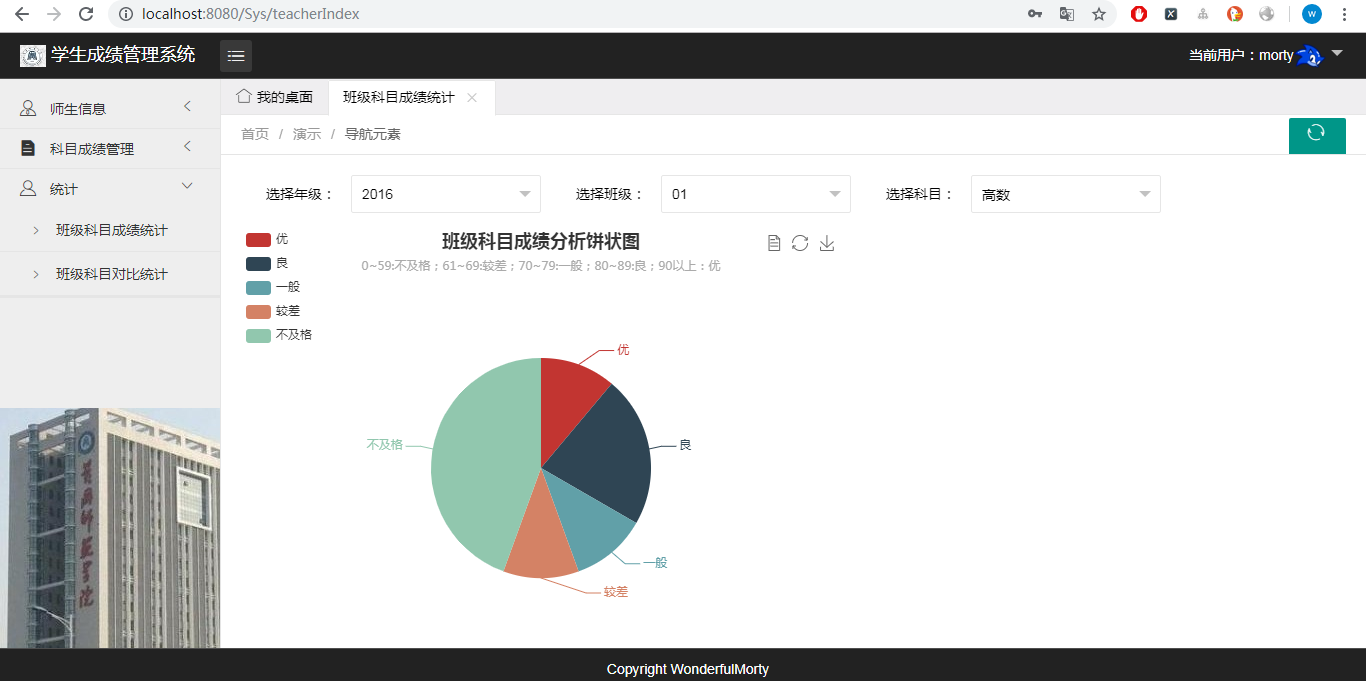 localhost:8080/Sys/teacherIndex
W
学生成绩管理系统
当前用户：morty
师生信息
科目成绩管理
统计
班级科目成绩统计
班级科目对比统计
我的桌面
班级科目成绩统计
首页 / 演示 / 导航元素
选择年级： 2016 选择班级： 01 选择科目： 高数
优
良
一般
较差
不及格
班级科目成绩分析饼状图
0~59:不及格；61~69:较差；70~79:一般；80~89:良；90以上：优
优
良
不及格
一般
较差
Copyright WonderfulMorty